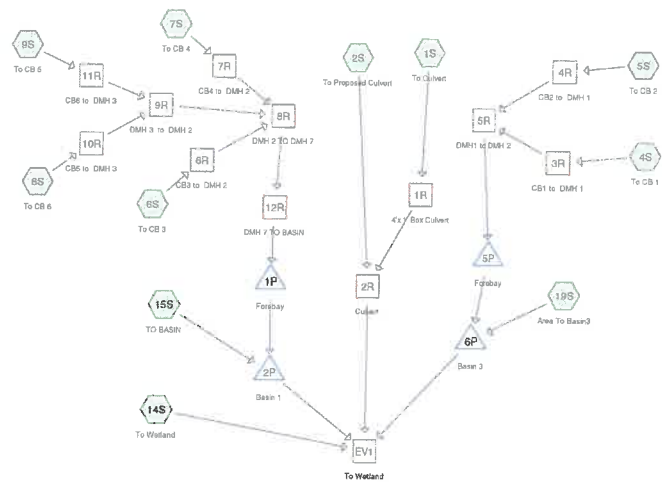 7S
To CB 4
9S
To CB 5
2S
To Proposed Culvert
1S
To Culvert
5S
To CB 2
7R
CB4 to DMH 2
11R
CB6 to DMH 3
4R
CB2 to DMH 1
9R
DMH 3 to DMH 2
8R
DMH 2 TO DMH 7
5R
DMH1 to DMH 2
10R
CB5 to DMH 3
6R
CB3 to DMH 2
3R
CB1 to DMH 1
4S
To CB 1
8S
To CB 6
6S
To CB 3
1R
4'x 1' Box Culvert
12R
DMH 7 TO BASIN
5P
Forebay
1P
Forebay
2R
Culvert
15S
TO BASIN
19S
Area To Basin3
6P
Basin 3
2P
Basin 1
14S
To Wetland
EV1
To Wetland